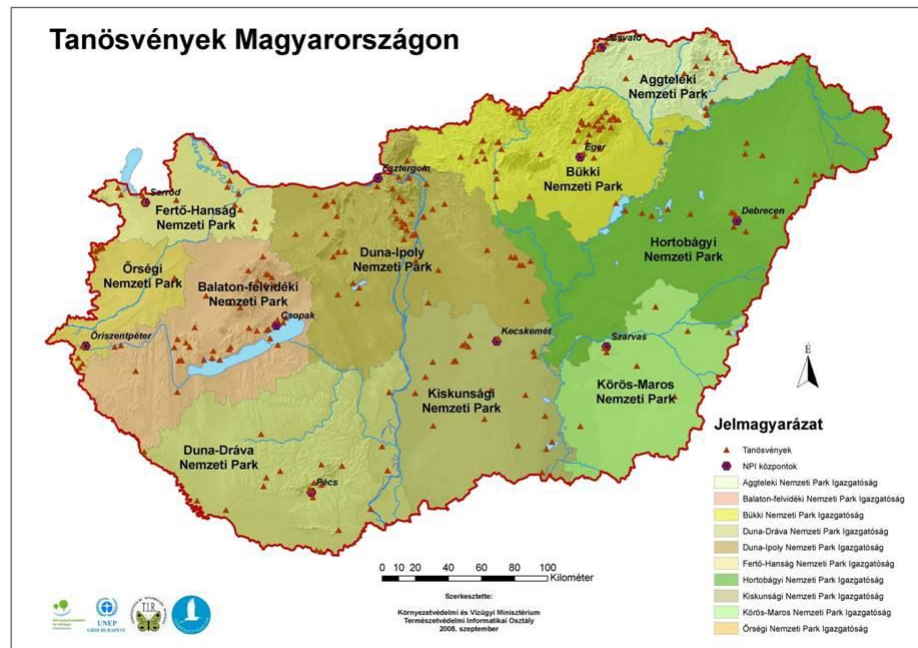 Tanösvények Magyarországon
Jósvafő
Aggteleki
Nemzeti Park
Eger
Bükki
Nemzeti Park
Esztergom
Sarród
Fertő-Hanság
Nemzeti Park
Debrecen
Hortobágyi
Nemzeti Park
Duna-Ipoly
Nemzeti Park
Őrségi
Nemzeti Park
Balaton-felvidéki
Nemzeti Park
Csopak
Őriszentpéter
Kecskemét
Szarvas
Körös-Maros
Nemzeti Park
Kiskunsági
Nemzeti Park
Duna-Dráva
Nemzeti Park
Pécs
É
Jelmagyarázat
Tanösvények
NPI központok
Aggteleki Nemzeti Park Igazgatóság
Balaton-felvidéki Nemzeti Park Igazgatóság
Bükki Nemzeti Park Igazgatóság
Duna-Dráva Nemzeti Park Igazgatóság
Duna-Ipoly Nemzeti Park Igazgatóság
Fertő-Hanság Nemzeti Park Igazgatóság
Hortobágyi Nemzeti Park Igazgatóság
Kiskunsági Nemzeti Park Igazgatóság
Körös-Maros Nemzeti Park Igazgatóság
Őrségi Nemzeti Park Igazgatóság
0 10 20 40 60 80 100
Kilométer
Szerkesztette:
Környezetvédelmi és Vízügyi Minisztérium
Természetvédelmi Informatikai Osztály
2008. szeptember
UNEP
GRID BUDAPEST
T.I.R.